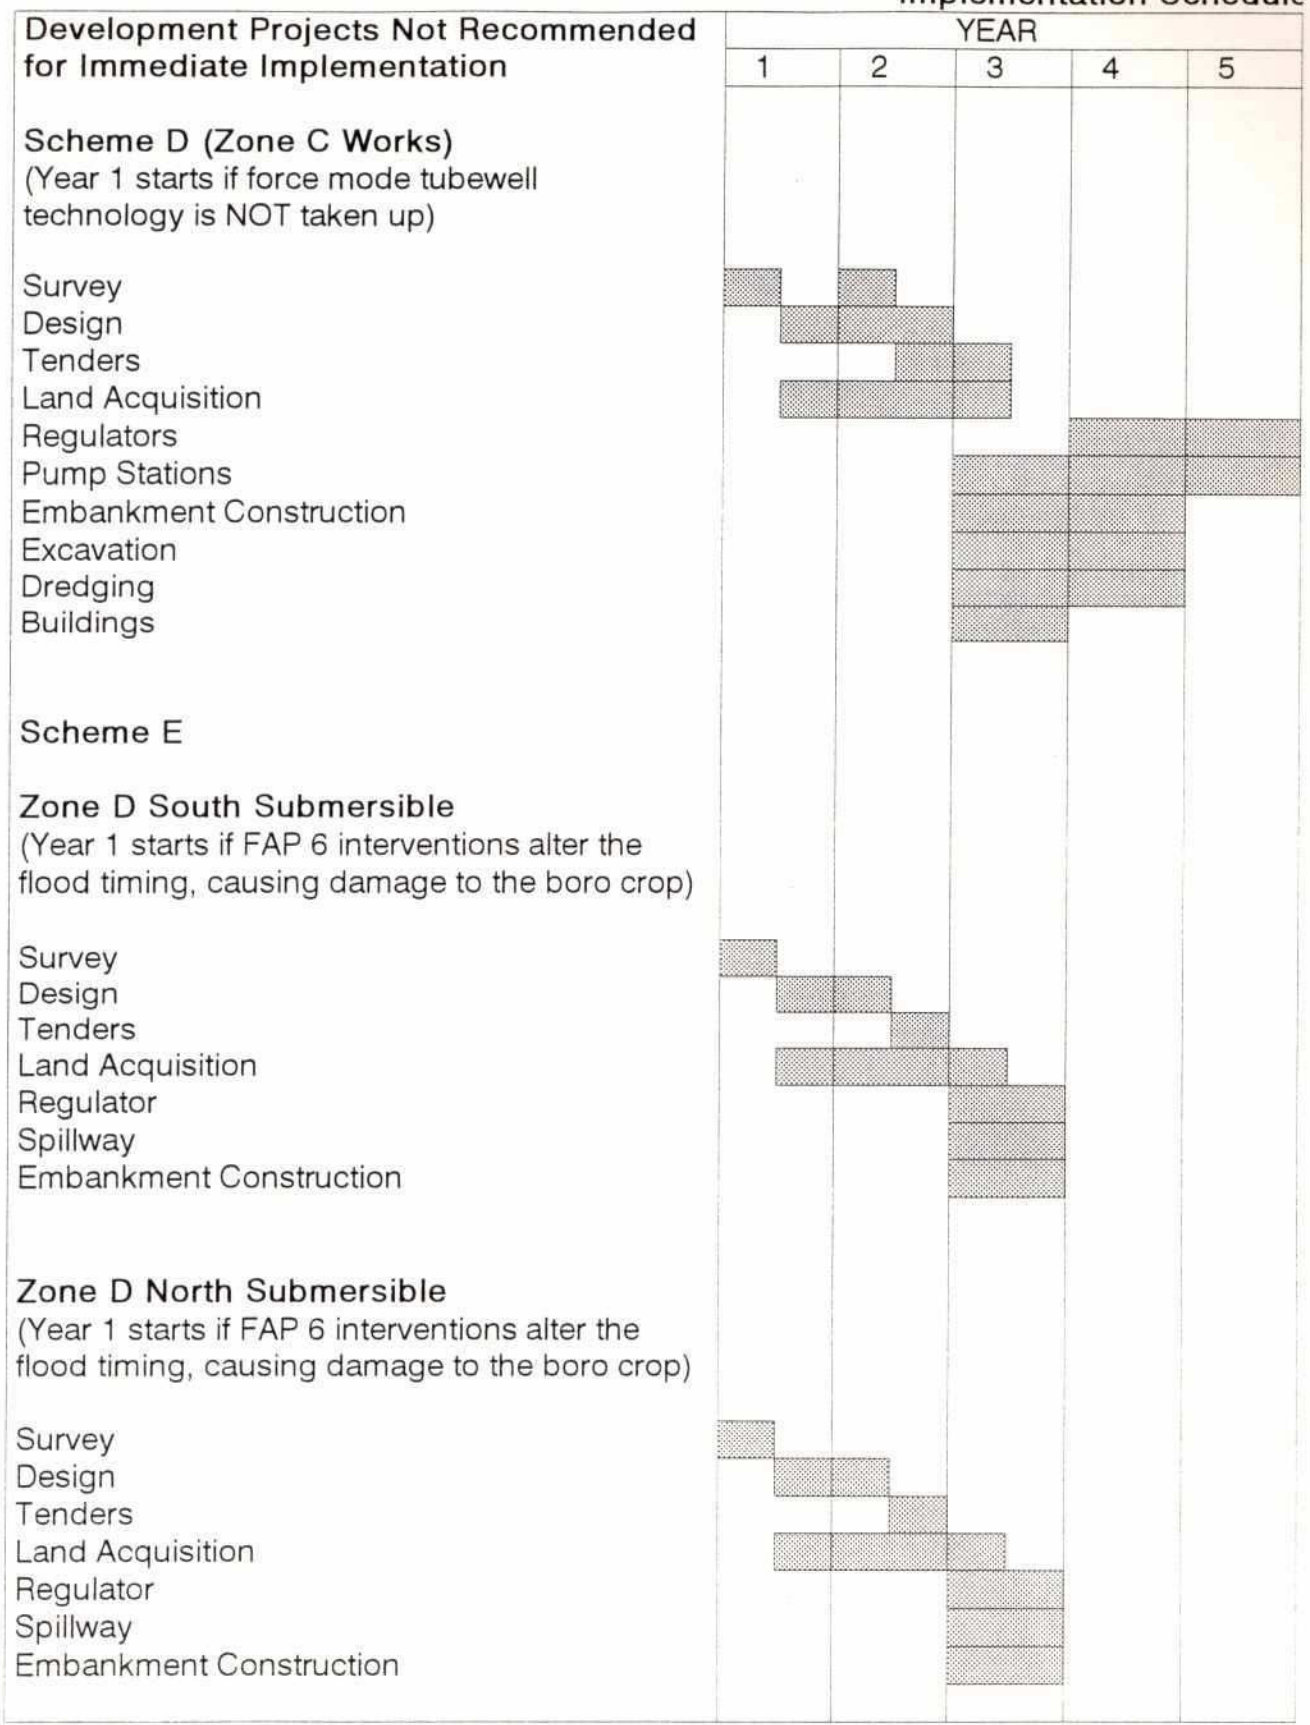 Development Projects Not Recommended
for Immediate Implementation
YEAR
1 2 3 4 5
Scheme D (Zone C Works)
(Year 1 starts if force mode tubewell
technology is NOT taken up)
Survey
Design
Tenders
Land Acquisition
Regulators
Pump Stations
Embankment Construction
Excavation
Dredging
Buildings
Scheme E
Zone D South Submersible
(Year 1 starts if FAP 6 interventions alter the
flood timing, causing damage to the boro crop)
Survey
Design
Tenders
Land Acquisition
Regulator
Spillway
Embankment Construction
Zone D North Submersible
(Year 1 starts if FAP 6 interventions alter the
flood timing, causing damage to the boro crop)
Survey
Design
Tenders
Land Acquisition
Regulator
Spillway
Embankment Construction